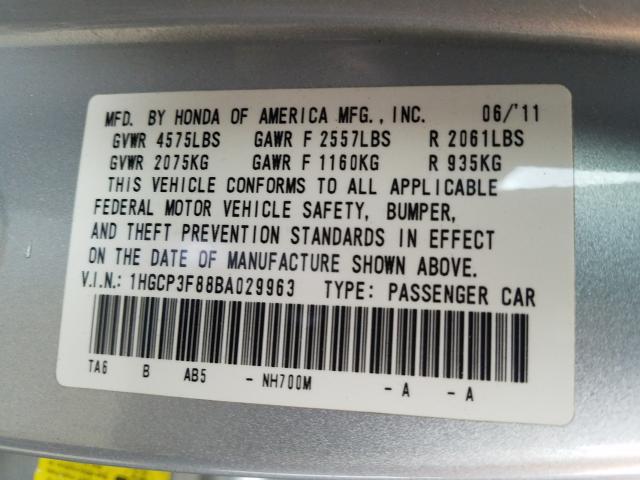 MFD. BY HONDA OF AMERICA MFG., INC. 06/'11
GVWR 4575LBS GAWR F 2557LBS R 2061LBS
GVWR 2075KG GAWR F 1160KG R 935KG
THIS VEHICLE CONFORMS TO ALL APPLICABLE
FEDERAL MOTOR VEHICLE SAFETY, BUMPER,
AND THEFT PREVENTION STANDARDS IN EFFECT
ON THE DATE OF MANUFACTURE SHOWN ABOVE.
V.I.N.: 1HGCP3F88BA029963 TYPE: PASSENGER CAR
TA6 B AB5 - NH700M - A - A